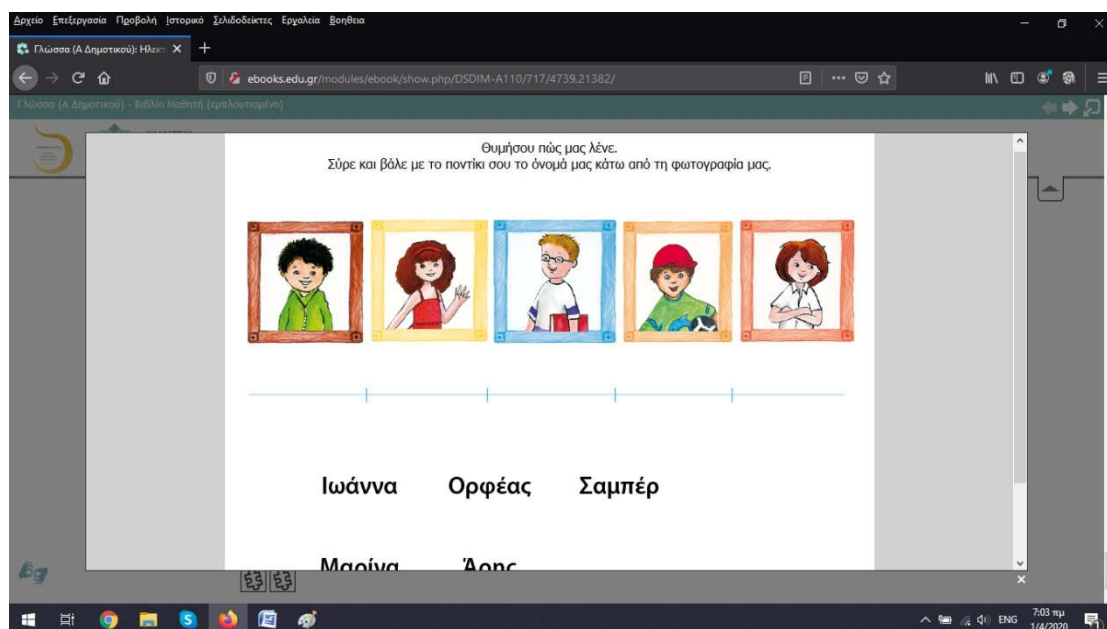 Αρχείο Επεξεργασία Προβολή Ιστορικό Σελιδοδείκτες Εργαλεία Βοήθεια
Γλώσσα (Α Δημοτικού): Ηλεκτ
ebooks.edu.gr/modules/ebook/show.php/DSDIM-A110/717/4739.21382/
Γλώσσα (Α Δημοτικού) - Βιβλίο Μαθητή (εμπλουτισμένο)
Θυμήσου πώς μας λένε.
Σύρε και βάλε με το ποντίκι σου το όνομά μας κάτω από τη φωτογραφία μας.
Ιωάννα Ορφέας Σαμπέρ
Μαρίνα Άρης
ENG
7:03 πμ
1/4/2020